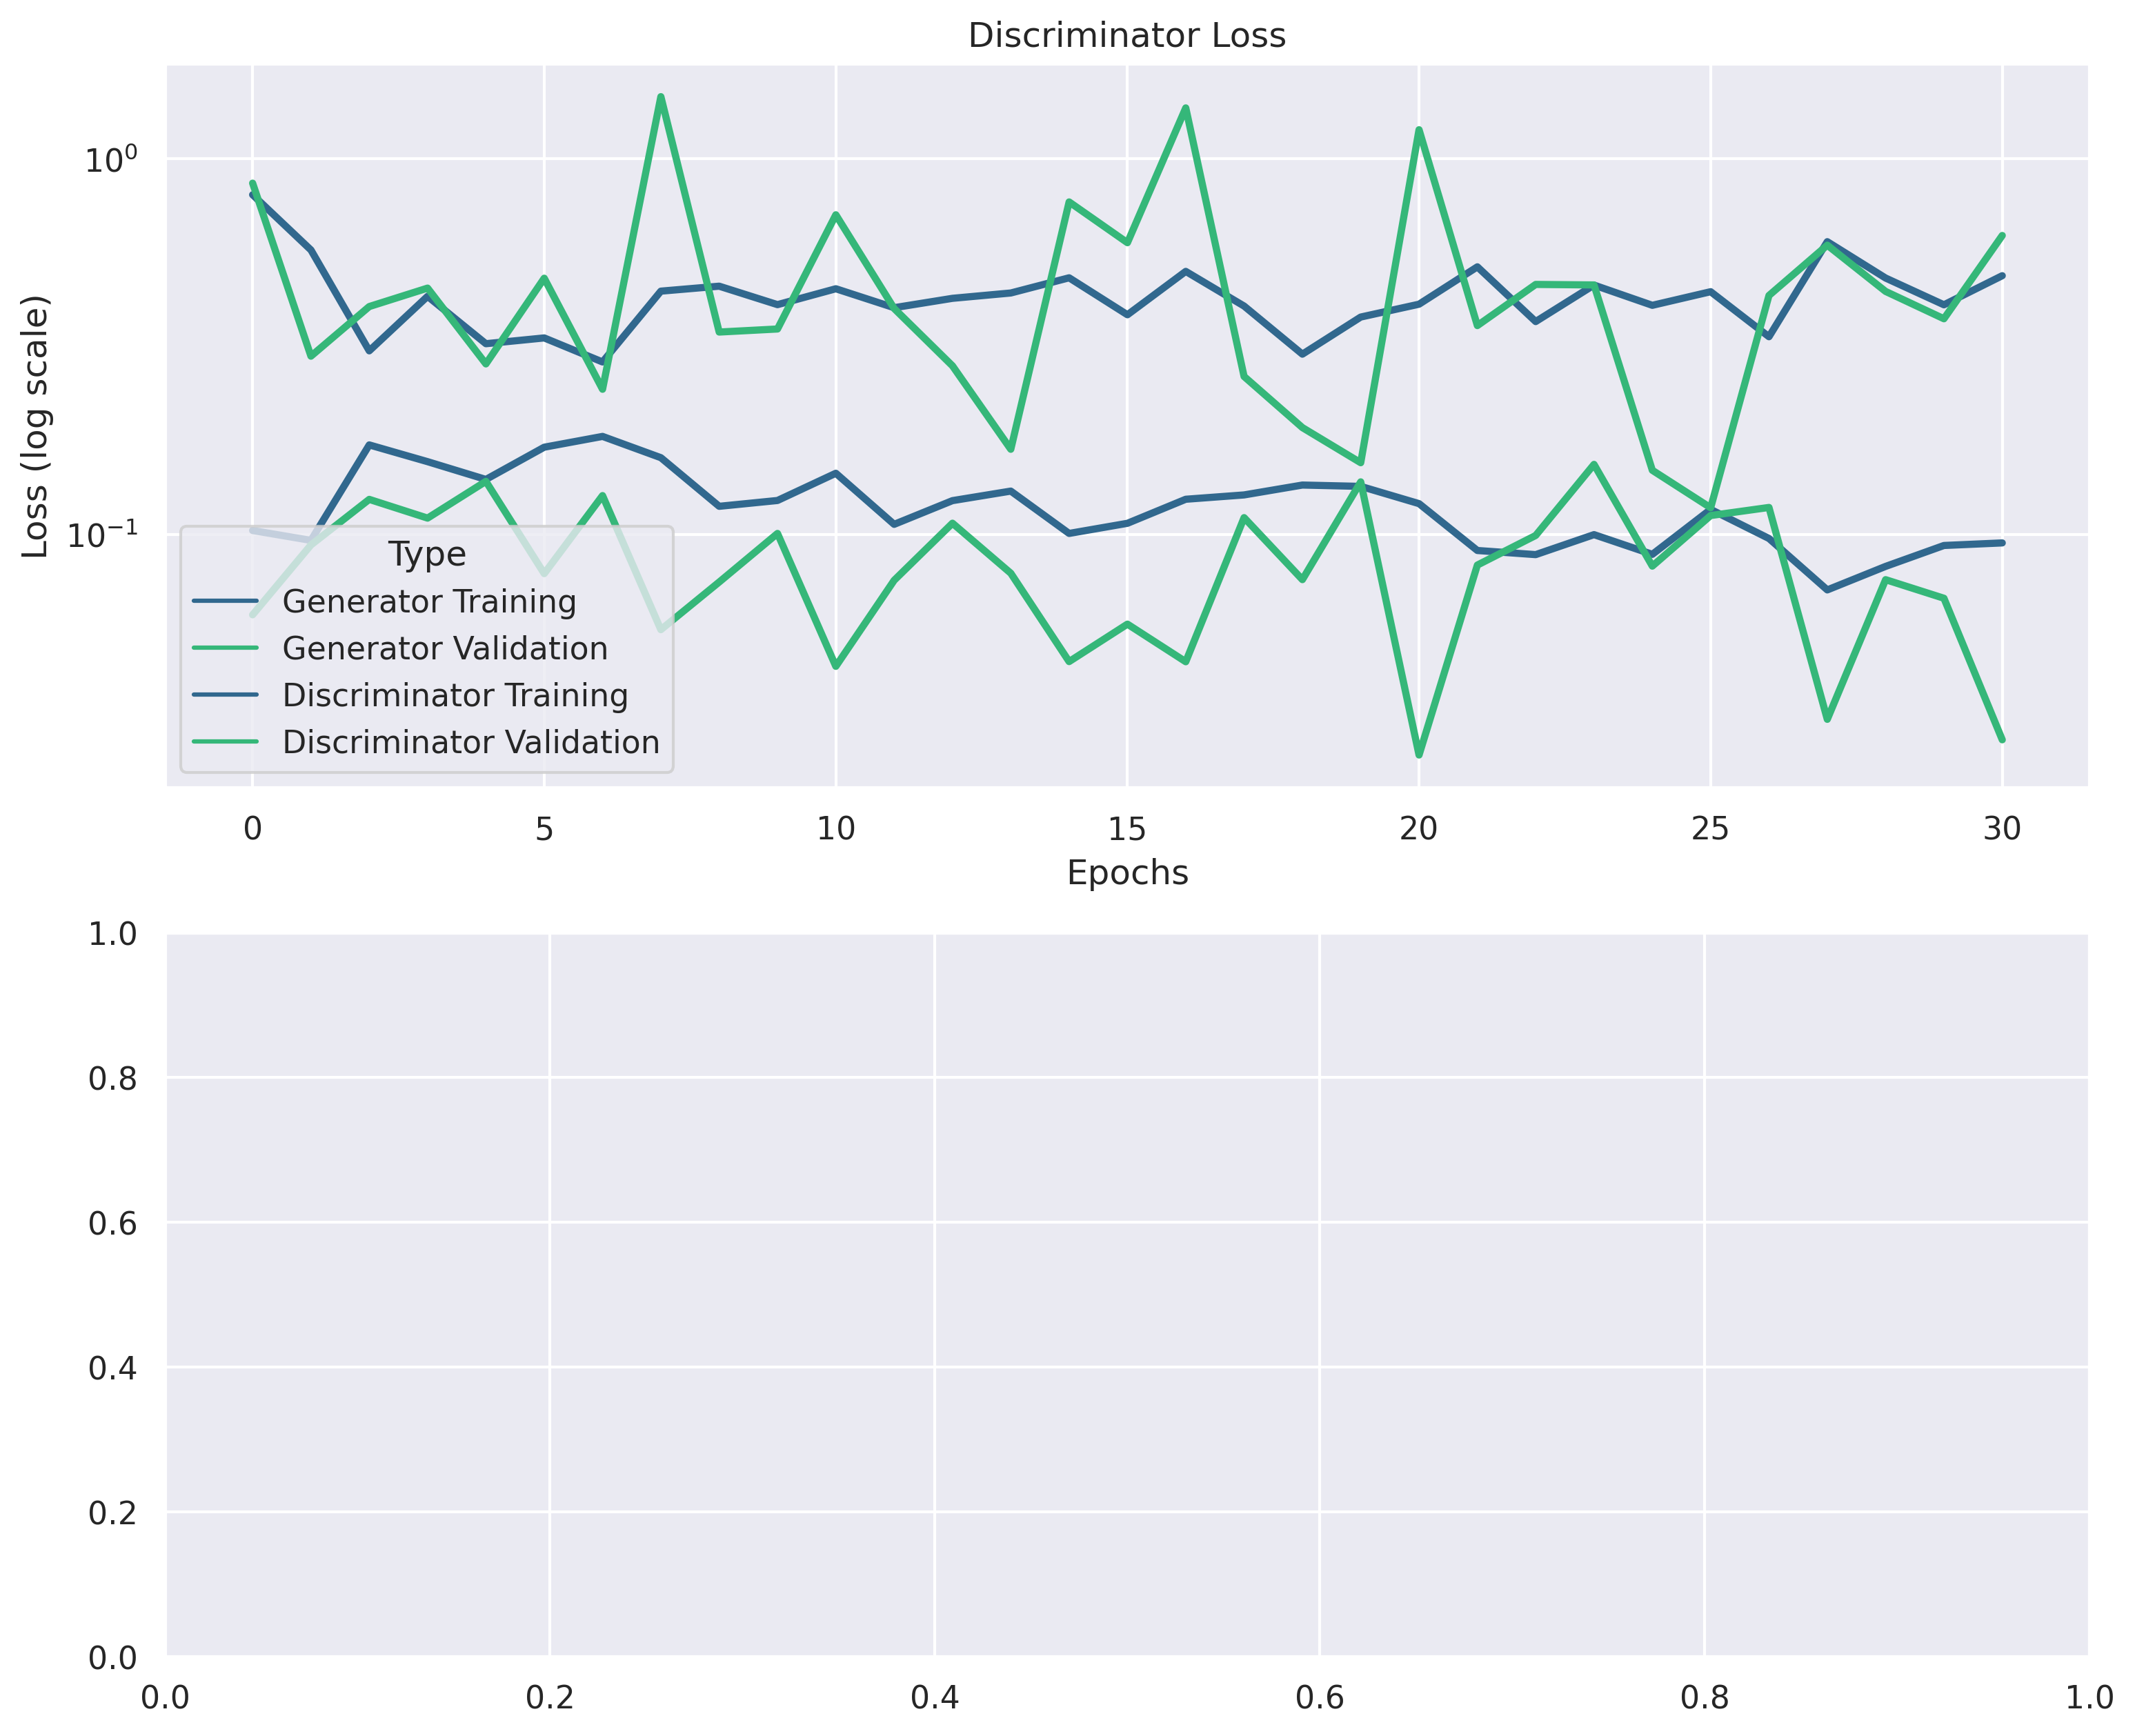 Discriminator Loss
Loss (log scale)
10⁰
10⁻¹
Type
Generator Training
Generator Validation
Discriminator Training
Discriminator Validation
0 5 10 15 20 25 30
Epochs
1.0
0.8
0.6
0.4
0.2
0.0
0.0 0.2 0.4 0.6 0.8 1.0